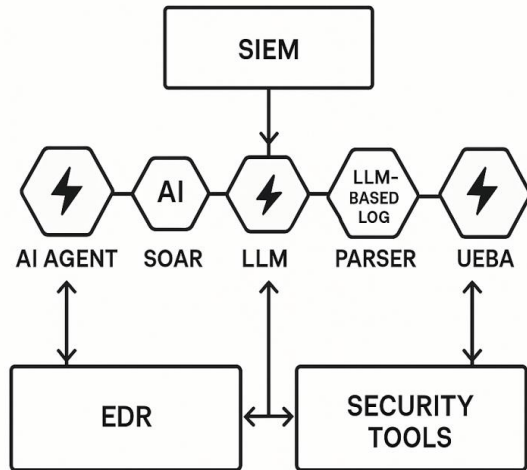 SIEM
AI
LLM-
BASED
LOG
AI AGENT
SOAR
LLM
PARSER
UEBA
EDR
SECURITY
TOOLS